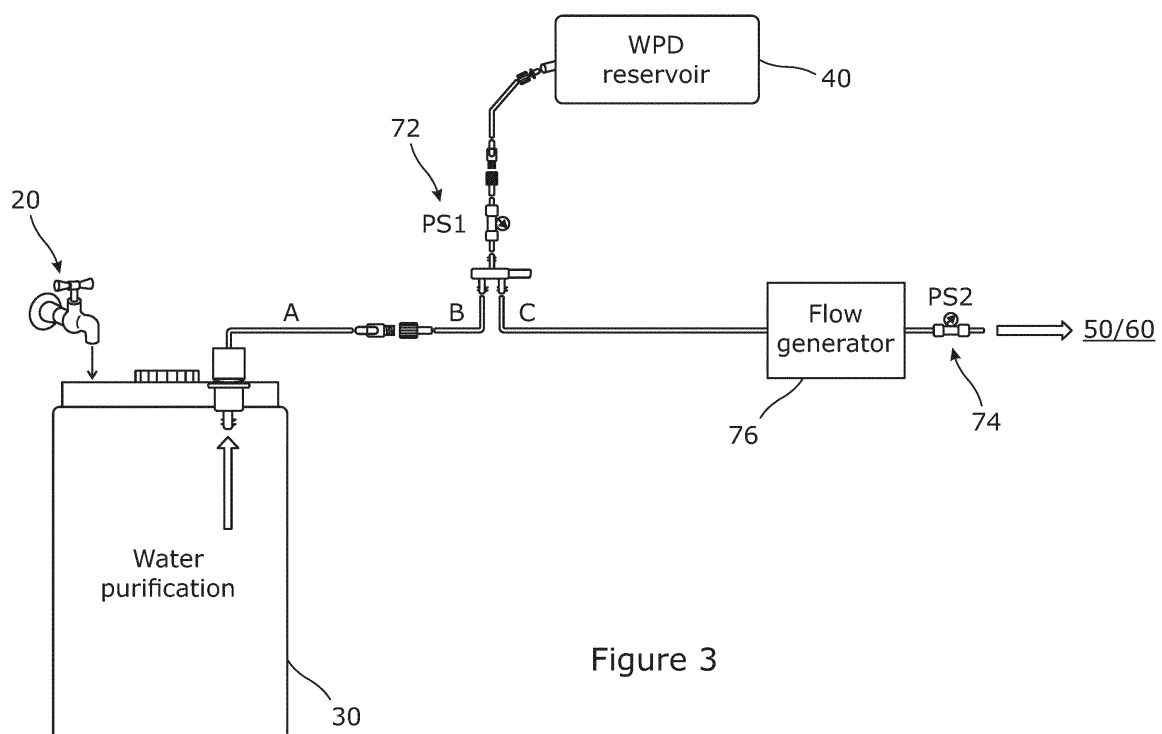 WPD
reservoir
40
72
PS1
20
A
B
C
Flow
generator
PS2
50/60
76
74
Water
purification
Figure 3
30